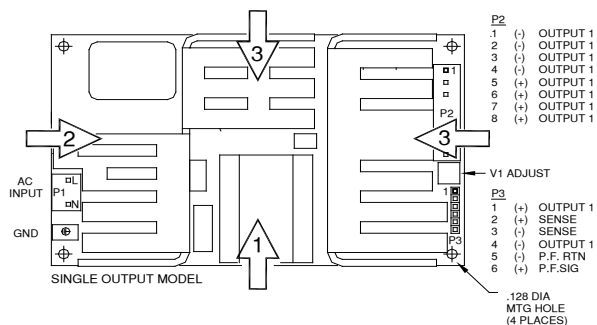 P2
.1 (-) OUTPUT 1
2 (-) OUTPUT 1
3 (-) OUTPUT 1
4 (-) OUTPUT 1
5 (+) OUTPUT 1
6 (+) OUTPUT 1
7 (+) OUTPUT 1
8 (+) OUTPUT 1
3
1
P2
2
3
V1 ADJUST
AC
INPUT
P1
L
N
GND
1
P3
1
P3
1 (+) OUTPUT 1
2 (+) SENSE
3 (-) SENSE
4 (-) OUTPUT 1
5 (-) P.F. RTN
6 (+) P.F.SIG
SINGLE OUTPUT MODEL
.128 DIA
MTG HOLE
(4 PLACES)